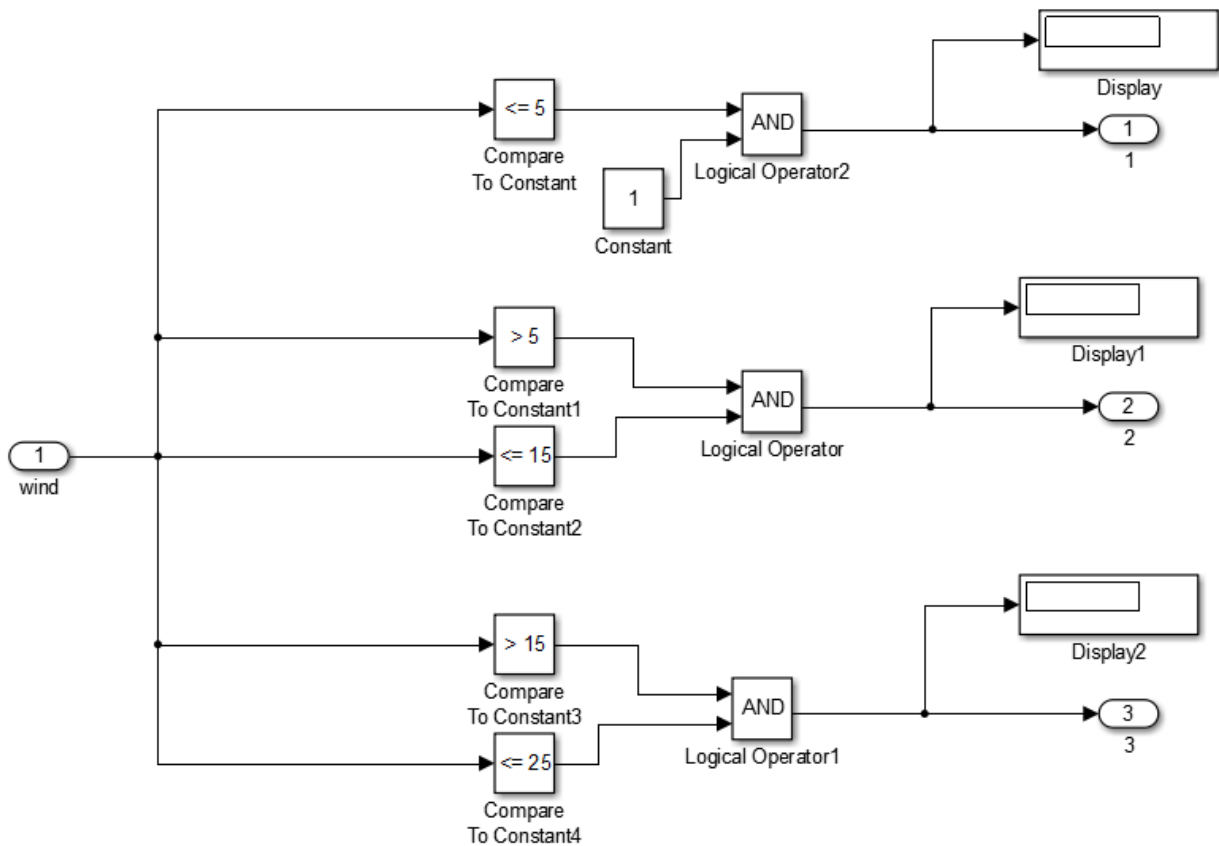 <= 5
Compare
To Constant
1
Constant
AND
Logical Operator2
Display
1
1
> 5
Compare
To Constant1
<= 15
Compare
To Constant2
AND
Logical Operator
Display1
2
2
1
wind
> 15
Compare
To Constant3
<= 25
Compare
To Constant4
AND
Logical Operator1
Display2
3
3